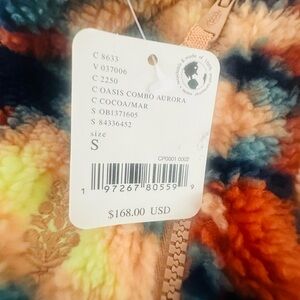 C 8633
V 037006
C 2250
C OASIS COMBO AURORA
C COCOA/MAR
S OB1371605
S 84336452
size
S
CP0001 0002
1 97267 80559 9
$168.00 USD